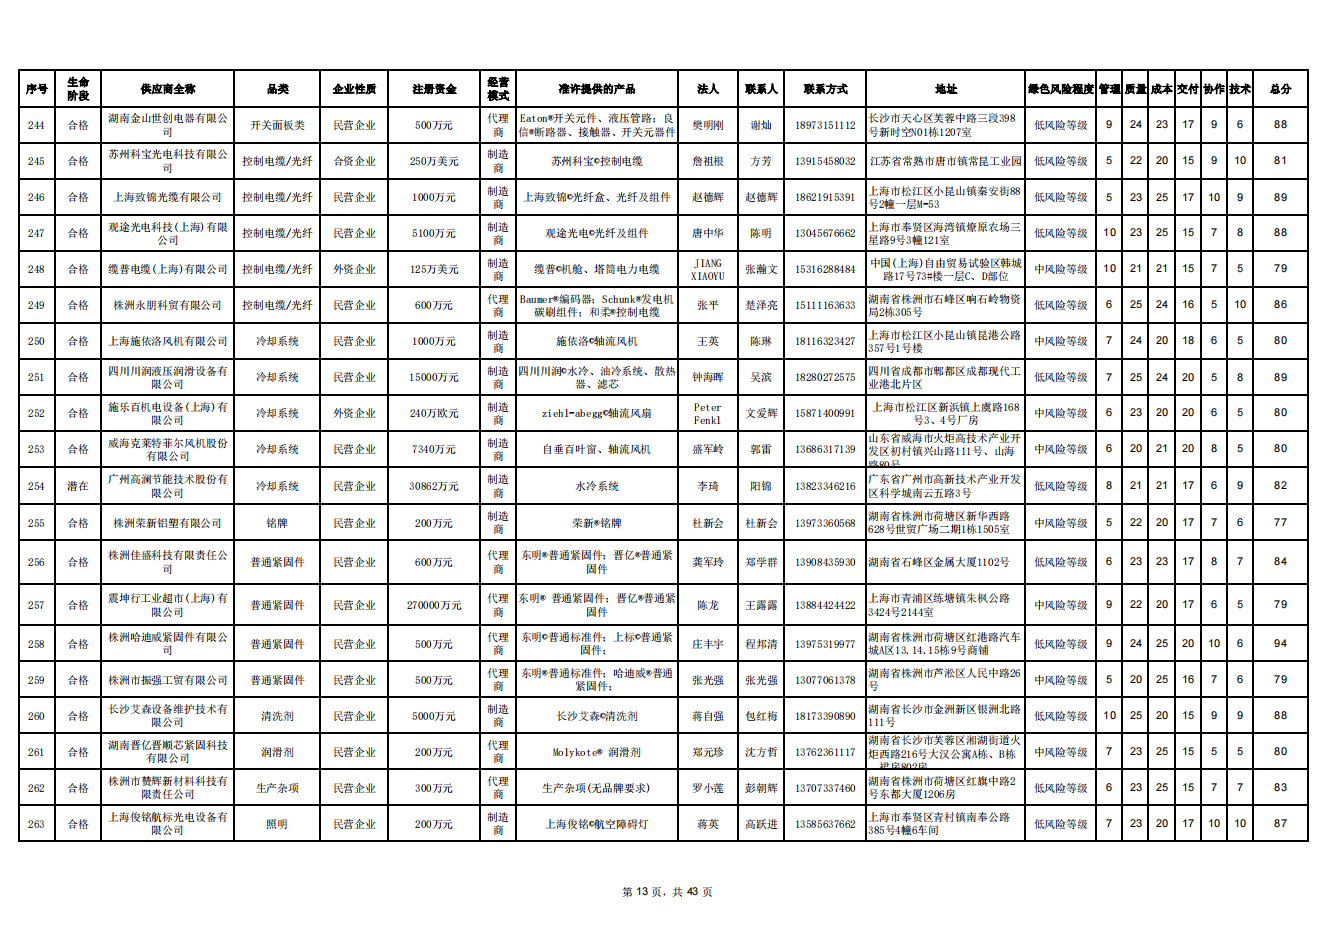 序号 生命阶段 供应商全称 品类 企业性质 注册资金 经营模式 准许提供的产品 法人 联系人 联系方式 地址 绿色风险程度 管理 质量 成本 交付 协作 技术 总分
244 合格 湖南金山世创电器有限公司 开关面板类 民营企业 500万元 代理商 Eaton®开关元件、液压管路；良信®断路器、接触器、开关元器件 樊明刚 谢灿 18973151112 长沙市天心区芙蓉中路三段398号新时空NO1栋1207室 低风险等级 9 24 23 17 9 6 88
245 合格 苏州科宝光电科技有限公司 控制电缆/光纤 合资企业 250万美元 制造商 苏州科宝©控制电缆 詹祖根 方芳 13915458032 江苏省常熟市唐市镇常昆工业园 低风险等级 5 22 20 15 9 10 81
246 合格 上海致锦光缆有限公司 控制电缆/光纤 民营企业 1000万元 制造商 上海致锦©光纤盒、光纤及组件 赵德辉 赵德辉 18621915391 上海市松江区小昆山镇秦安街88号2幢一层M-53 低风险等级 5 23 25 17 10 9 89
247 合格 观途光电科技(上海)有限公司 控制电缆/光纤 民营企业 5100万元 制造商 观途光电©光纤及组件 唐中华 陈明 13045676662 上海市奉贤区海湾镇燎原农场三星路9号3幢121室 低风险等级 10 23 25 15 7 8 88
248 合格 缆普电缆(上海)有限公司 控制电缆/光纤 外资企业 125万美元 制造商 缆普©机舱、塔筒电力电缆 JIANG XIAOYU 张瀚文 15316288484 中国(上海)自由贸易试验区韩城路17号73#楼一层C、D部位 中风险等级 10 21 21 15 7 5 79
249 合格 株洲永朋科贸有限公司 控制电缆/光纤 民营企业 600万元 代理商 Baumer®编码器；Schunk®发电机碳刷组件；和柔®控制电缆 张平 楚泽亮 15111163633 湖南省株洲市石峰区响石岭物资局2栋305号 低风险等级 6 25 24 16 5 10 86
250 合格 上海施依洛风机有限公司 冷却系统 民营企业 1000万元 制造商 施依洛©轴流风机 王英 陈琳 18116323427 上海市松江区小昆山镇昆港公路357号1号楼 中风险等级 7 24 20 18 6 5 80
251 合格 四川川润液压润滑设备有限公司 冷却系统 民营企业 15000万元 制造商 四川川润©水冷、油冷系统、散热器、滤芯 钟海晖 吴滨 18280272575 四川省成都市郫都区成都现代工业港北片区 低风险等级 7 25 24 20 5 8 89
252 合格 施乐百机电设备(上海)有限公司 冷却系统 外资企业 240万欧元 制造商 ziehl-abegg©轴流风扇 Peter Fenkl 文爱辉 15871400991 上海市松江区新浜镇上虞路168号3、4号厂房 中风险等级 6 23 20 20 6 5 80
253 合格 威海克莱特菲尔风机股份有限公司 冷却系统 民营企业 7340万元 制造商 自垂百叶窗、轴流风机 盛军岭 郭雷 13686317139 山东省威海市火炬高技术产业开发区初村镇兴山路111号、山海路80号 中风险等级 6 20 21 20 8 5 80
254 潜在 广州高澜节能技术股份有限公司 冷却系统 民营企业 30862万元 制造商 水冷系统 李琦 阳锦 13823346216 广东省广州市高新技术产业开发区科学城南云五路3号 低风险等级 8 21 21 17 6 9 82
255 合格 株洲荣新铝塑有限公司 铭牌 民营企业 200万元 制造商 荣新®铭牌 杜新会 杜新会 13973360568 湖南省株洲市荷塘区新华西路628号世贸广场二期1栋1505室 中风险等级 5 22 20 17 7 6 77
256 合格 株洲佳盛科技有限责任公司 普通紧固件 民营企业 600万元 代理商 东明®普通紧固件；晋亿®普通紧固件 龚军玲 郑学群 13908435930 湖南省石峰区金属大厦1102号 低风险等级 6 23 23 17 8 7 84
257 合格 震坤行工业超市(上海)有限公司 普通紧固件 民营企业 270000万元 代理商 东明® 普通紧固件；晋亿®普通紧固件 陈龙 王露露 13884424422 上海市青浦区练塘镇朱枫公路3424号2144室 中风险等级 9 22 20 17 6 5 79
258 合格 株洲哈迪威紧固件有限公司 普通紧固件 民营企业 500万元 代理商 东明©普通标准件；上标©普通紧固件； 庄丰宇 程邦清 13975319977 湖南省株洲市荷塘区红港路汽车城A区13.14.15栋9号商铺 低风险等级 9 24 25 20 10 6 94
259 合格 株洲市振强工贸有限公司 普通紧固件 民营企业 500万元 代理商 东明®普通标准件；哈迪威®普通紧固件； 张光强 张光强 13077061378 湖南省株洲市芦淞区人民中路26号 中风险等级 5 20 25 16 7 6 79
260 合格 长沙艾森设备维护技术有限公司 清洗剂 民营企业 5000万元 制造商 长沙艾森©清洗剂 蒋自强 包红梅 18173390890 湖南省长沙市金洲新区银洲北路111号 低风险等级 10 25 20 15 9 9 88
261 合格 湖南晋亿晋顺芯紧固科技有限公司 润滑剂 民营企业 200万元 代理商 Molykote® 润滑剂 郑元珍 沈方哲 13762361117 湖南省长沙市芙蓉区湘湖街道火炬西路216号大汉公寓A栋、B栋、裙房802房 中风险等级 7 23 25 15 5 5 80
262 合格 株洲市赞辉新材料科技有限责任公司 生产杂项 民营企业 300万元 代理商 生产杂项(无品牌要求) 罗小莲 彭朝辉 13707337460 湖南省株洲市荷塘区红旗中路2号东都大厦1206房 低风险等级 6 23 25 15 7 7 83
263 合格 上海俊铭航标光电设备有限公司 照明 民营企业 200万元 制造商 上海俊铭©航空障碍灯 蒋英 高跃进 13585637662 上海市奉贤区青村镇南奉公路385号4幢6车间 低风险等级 7 23 20 17 10 10 87
第 13 页，共 43 页